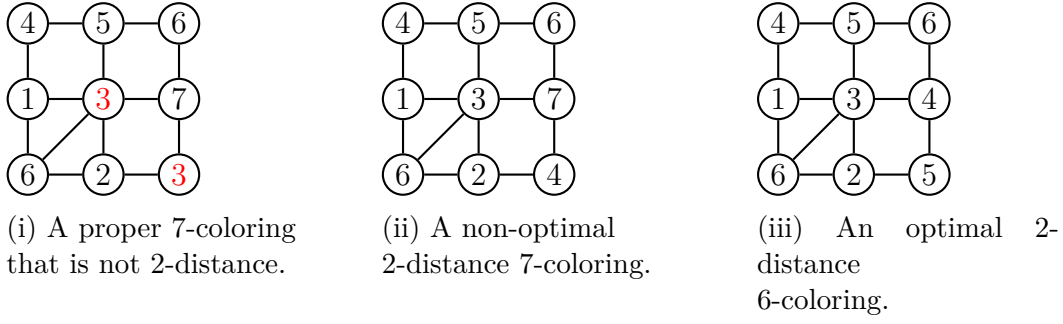 4 5 6
1 3 7
6 2 3
(i) A proper 7-coloring
that is not 2-distance.
4 5 6
1 3 7
6 2 4
(ii) A non-optimal
2-distance 7-coloring.
4 5 6
1 3 4
6 2 5
(iii) An optimal 2-
distance
6-coloring.